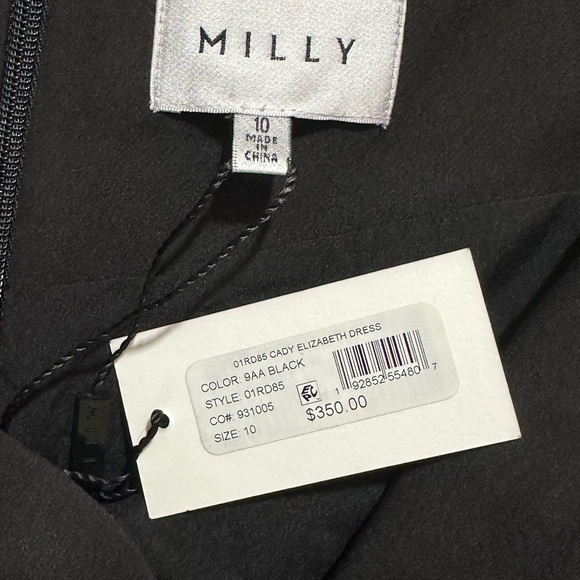 MILLY
10
MADE
IN
CHINA
01RD85 CADY ELIZABETH DRESS
COLOR: 9AA BLACK
STYLE: 01RD85
CO#: 931005
SIZE: 10
1 92852 55480 7
$350.00